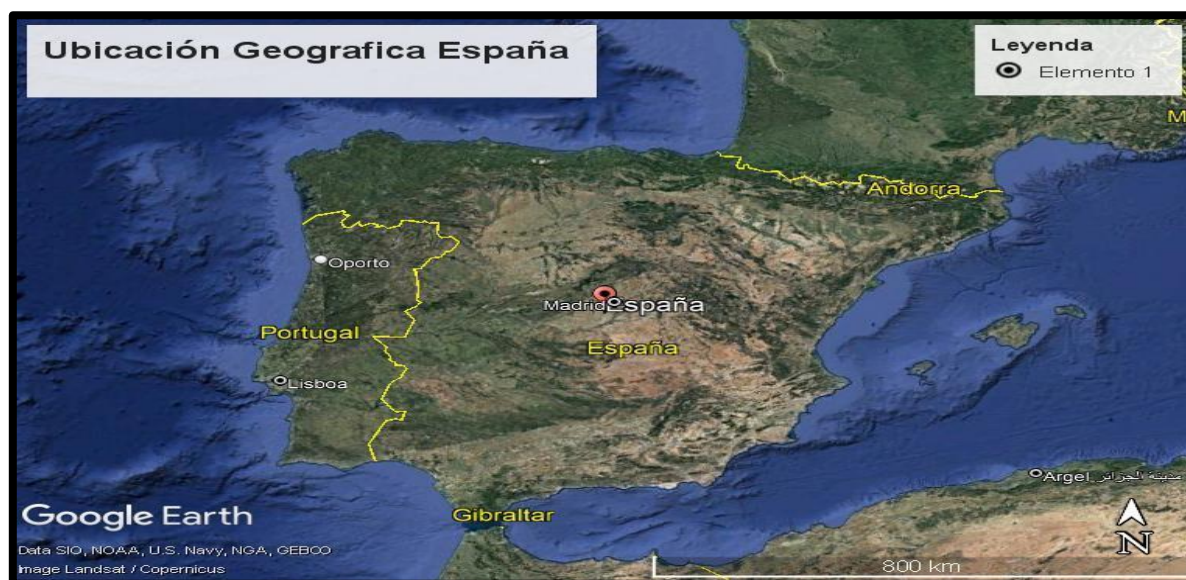 Ubicación Geografica España
Leyenda
Elemento 1
M
Andorra
Oporto
Madrid
España
Portugal
España
Lisboa
Argel
مدينة الجزائر
Gibraltar
Google Earth
N
Data SIO, NOAA, U.S. Navy, NGA, GEBCO
Image Landsat / Copernicus
800 km